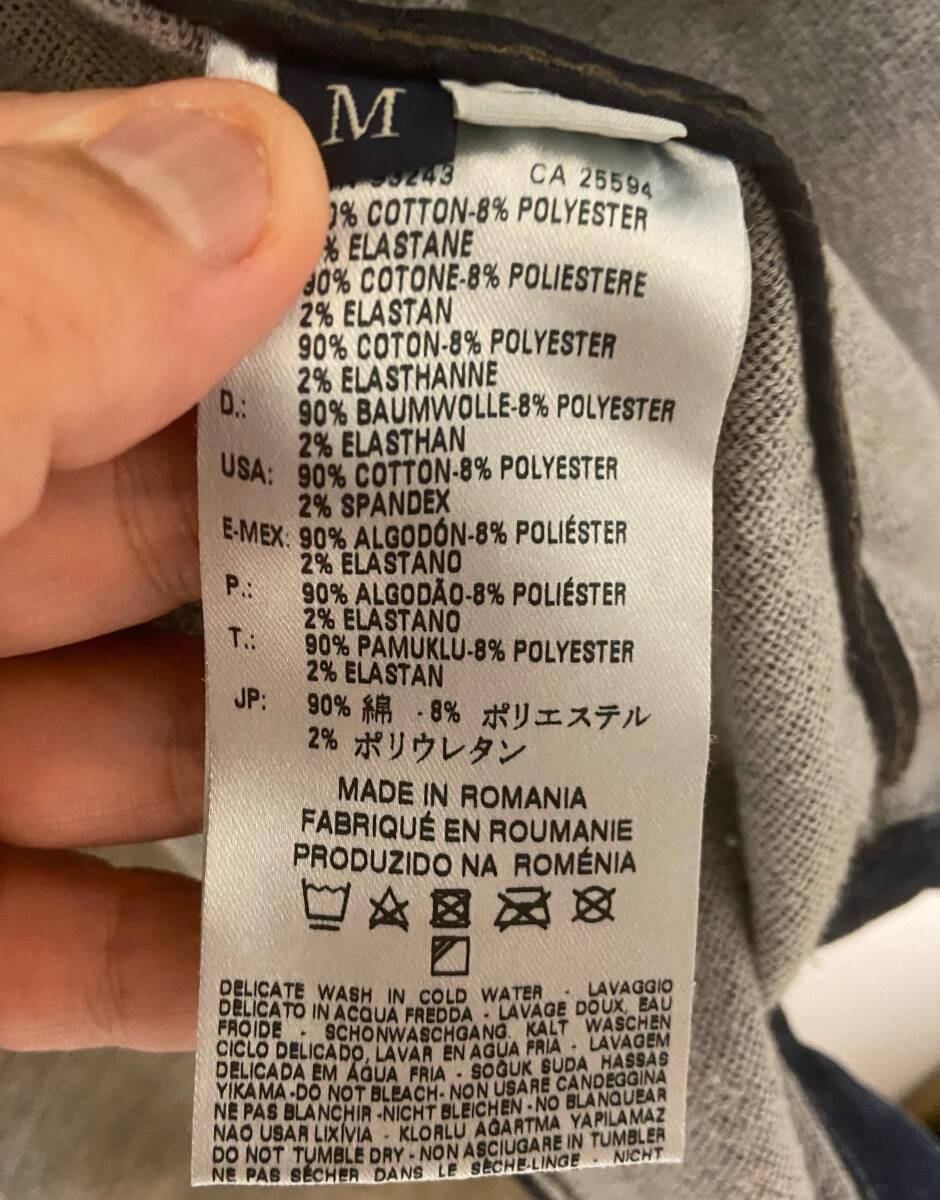 M
93243 CA 25594
0% COTTON-8% POLYESTER
% ELASTANE
90% COTONE-8% POLIESTERE
2% ELASTAN
90% COTON-8% POLYESTER
2% ELASTHANNE
D.: 90% BAUMWOLLE-8% POLYESTER
2% ELASTHAN
USA: 90% COTTON-8% POLYESTER
2% SPANDEX
E-MEX: 90% ALGODÓN-8% POLIÉSTER
2% ELASTANO
P.: 90% ALGODÃO-8% POLIÉSTER
2% ELASTANO
T.: 90% PAMUKLU-8% POLYESTER
2% ELASTAN
JP: 90% 綿 - 8% ポリエステル
2% ポリウレタン
MADE IN ROMANIA
FABRIQUÉ EN ROUMANIE
PRODUZIDO NA ROMÉNIA
DELICATE WASH IN COLD WATER - LAVAGGIO
DELICATO IN ACQUA FREDDA - LAVAGE DOUX, EAU
FROIDE - SCHONWASCHGANG. KALT WASCHEN
CICLO DELICADO, LAVAR EN AGUA FRIA - LAVAGEM
DELICADA EM ÁGUA FRIA - SOĞUK SUDA HASSAS
YIKAMA -DO NOT BLEACH- NON USARE CANDEGGINA
NE PAS BLANCHIR -NICHT BLEICHEN -NO BLANQUEAR
NAO USAR LIXÍVIA - KLORLU AGARTMA YAPILAMAZ
DO NOT TUMBLE DRY - NON ASCIUGARE IN TUMBLER
NE PAS SÉCHER DANS LE SÈCHE-LINGE - NICHT